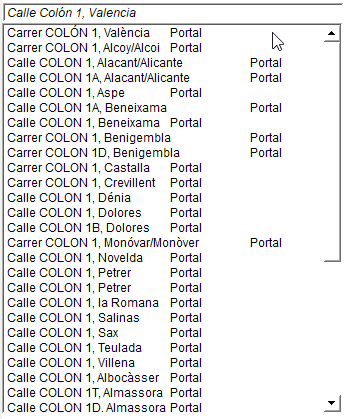 Calle Colón 1, Valencia
Carrer COLÓN 1, València Portal
Carrer COLON 1, Alcoy/Alcoi Portal
Calle COLON 1, Alacant/Alicante Portal
Calle COLON 1A, Alacant/Alicante Portal
Calle COLON 1, Aspe Portal
Calle COLON 1A, Beneixama Portal
Calle COLON 1, Beneixama Portal
Carrer COLON 1, Benigembla Portal
Carrer COLON 1D, Benigembla Portal
Carrer COLON 1, Castalla Portal
Carrer COLON 1, Crevillent Portal
Calle COLON 1, Dénia Portal
Calle COLON 1, Dolores Portal
Calle COLON 1B, Dolores Portal
Carrer COLON 1, Monóvar/Monòver Portal
Calle COLON 1, Novelda Portal
Calle COLON 1, Petrer Portal
Calle COLON 1, Petrer Portal
Calle COLON 1, la Romana Portal
Calle COLON 1, Salinas Portal
Calle COLON 1, Sax Portal
Calle COLON 1, Teulada Portal
Calle COLON 1, Villena Portal
Calle COLON 1, Albocàsser Portal
Calle COLON 1T, Almassora Portal
Calle COLON 1D, Almassora Portal